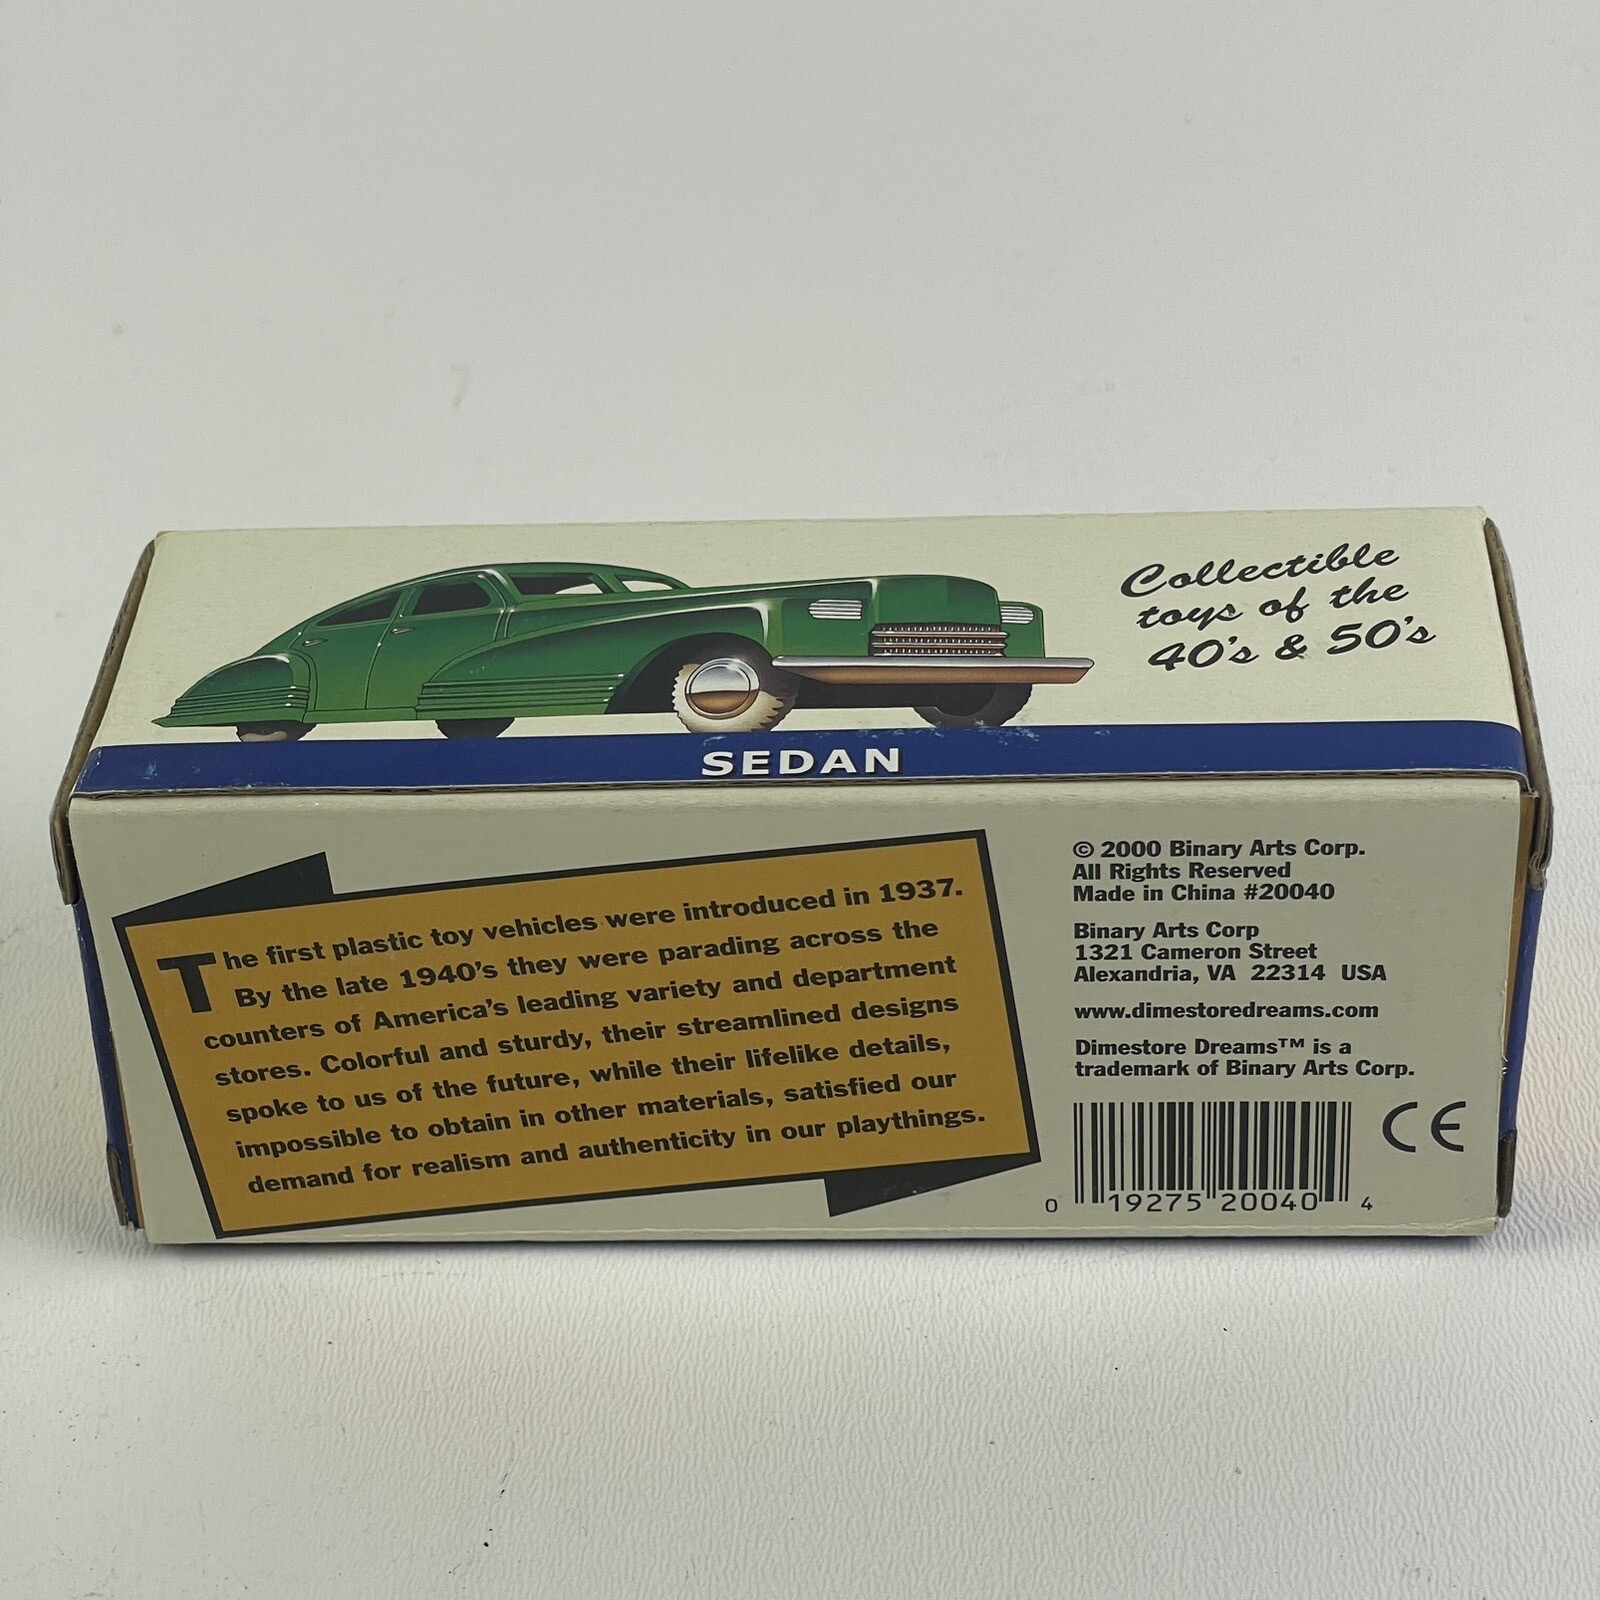 Collectible
toys of the
40's & 50's
SEDAN
The first plastic toy vehicles were introduced in 1937.
By the late 1940's they were parading across the
counters of America's leading variety and department
stores. Colorful and sturdy, their streamlined designs
spoke to us of the future, while their lifelike details,
impossible to obtain in other materials, satisfied our
demand for realism and authenticity in our playthings.
© 2000 Binary Arts Corp.
All Rights Reserved
Made in China #20040
Binary Arts Corp
1321 Cameron Street
Alexandria, VA 22314 USA
www.dimestoredreams.com
Dimestore Dreams™ is a
trademark of Binary Arts Corp.
CE
0 19275 20040 4